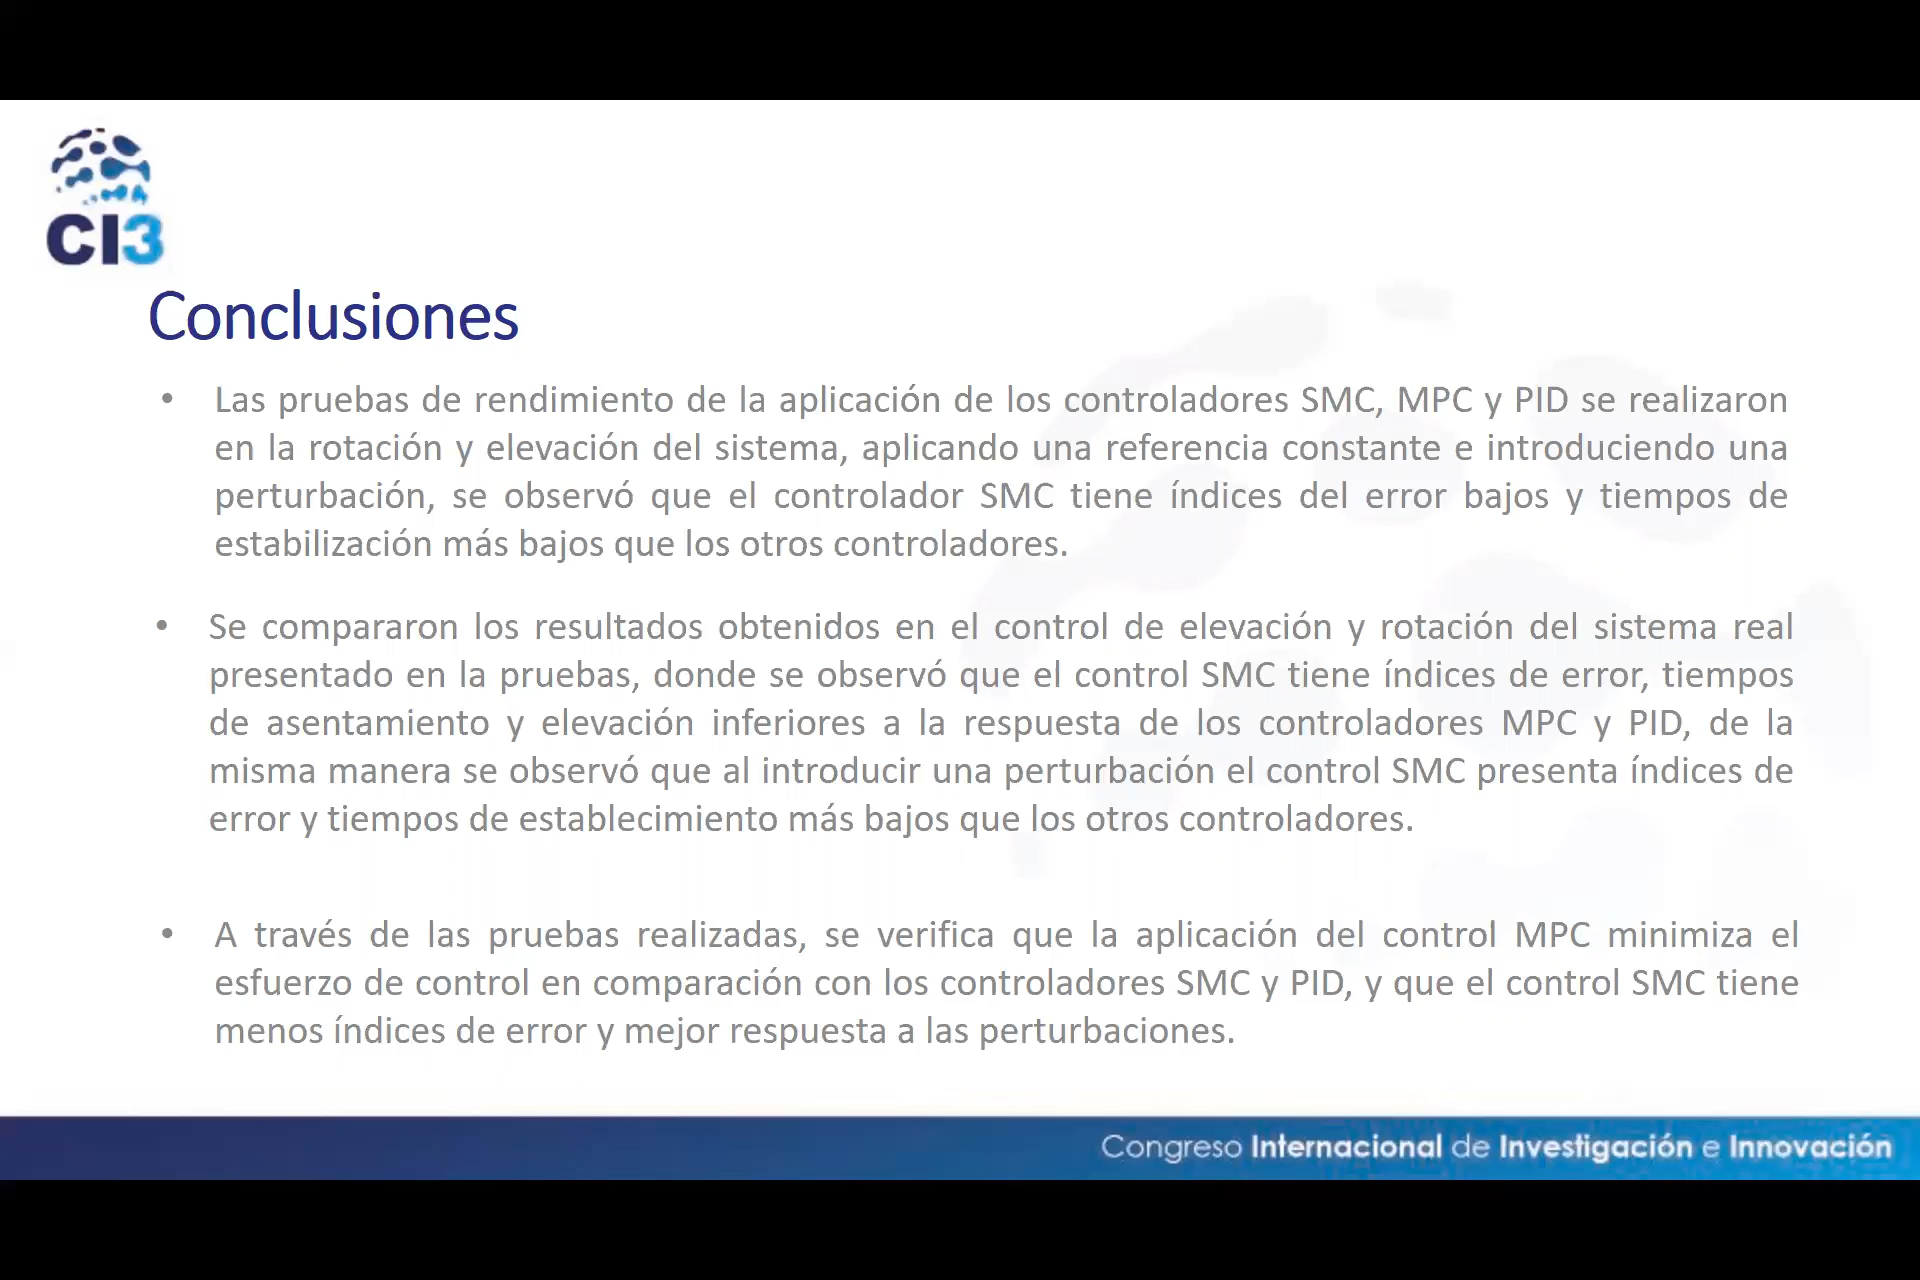 CI3
Conclusiones
• Las pruebas de rendimiento de la aplicación de los controladores SMC, MPC y PID se realizaron
en la rotación y elevación del sistema, aplicando una referencia constante e introduciendo una
perturbación, se observó que el controlador SMC tiene índices del error bajos y tiempos de
estabilización más bajos que los otros controladores.
• Se compararon los resultados obtenidos en el control de elevación y rotación del sistema real
presentado en la pruebas, donde se observó que el control SMC tiene índices de error, tiempos
de asentamiento y elevación inferiores a la respuesta de los controladores MPC y PID, de la
misma manera se observó que al introducir una perturbación el control SMC presenta índices de
error y tiempos de establecimiento más bajos que los otros controladores.
• A través de las pruebas realizadas, se verifica que la aplicación del control MPC minimiza el
esfuerzo de control en comparación con los controladores SMC y PID, y que el control SMC tiene
menos índices de error y mejor respuesta a las perturbaciones.
Congreso Internacional de Investigación e Innovación